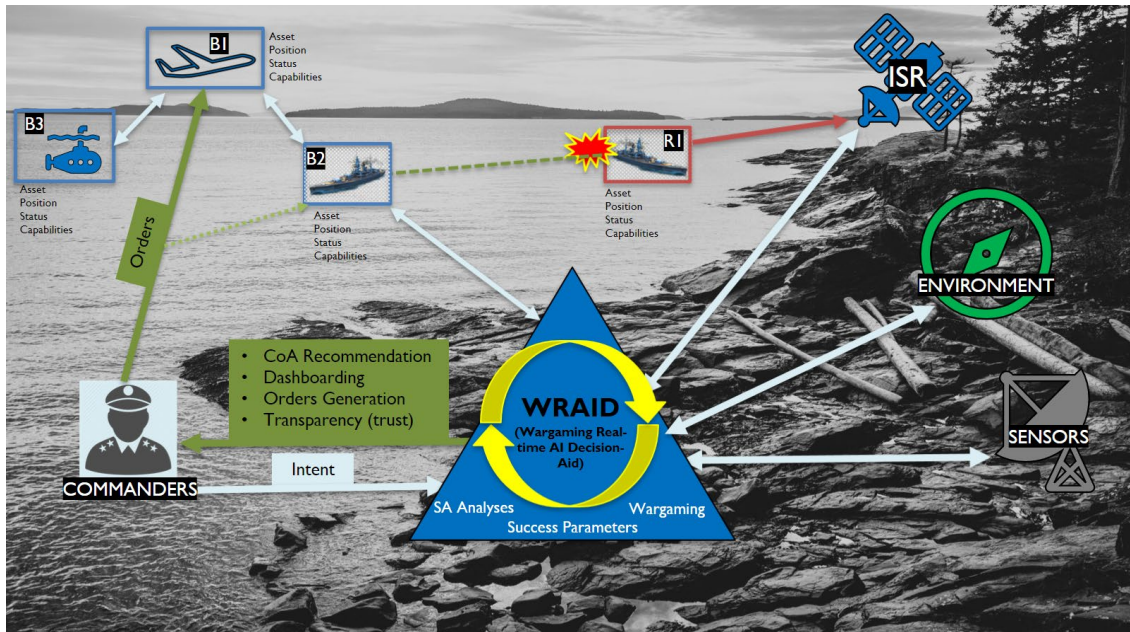 B1
Asset
Position
Status
Capabilities
ISR
B3
Asset
Position
Status
Capabilities
B2
Asset
Position
Status
Capabilities
R1
Asset
Position
Status
Capabilities
Orders
ENVIRONMENT
• CoA Recommendation
• Dashboarding
• Orders Generation
• Transparency (trust)
WRAID
(Wargaming Real-
time AI Decision-
Aid)
SENSORS
COMMANDERS
Intent
SA Analyses
Wargaming
Success Parameters